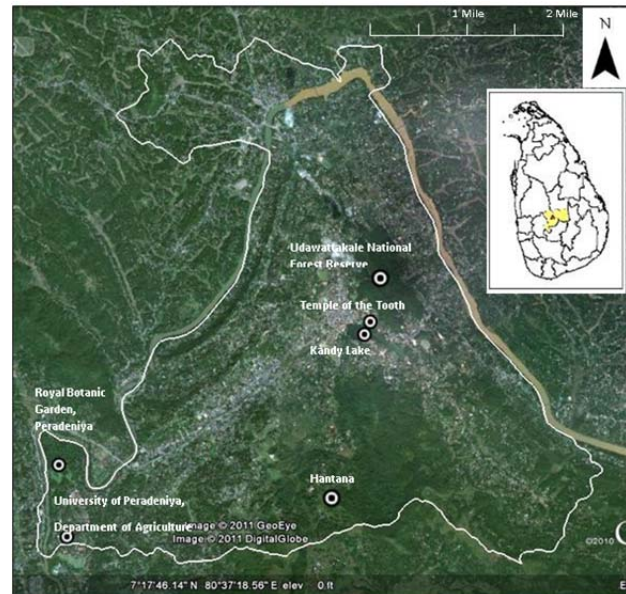 1 Mile 2 Mile
N
Udawattakale National
Forest Reserve
Temple of the Tooth
Kandy Lake
Royal Botanic
Garden,
Peradeniya
Hantana
University of Peradeniya,
Department of Agriculture
Image © 2011 GeoEye
Image © 2011 DigitalGlobe
©2010
7°17'46.14" N 80°37'18.56" E elev 0 ft
E